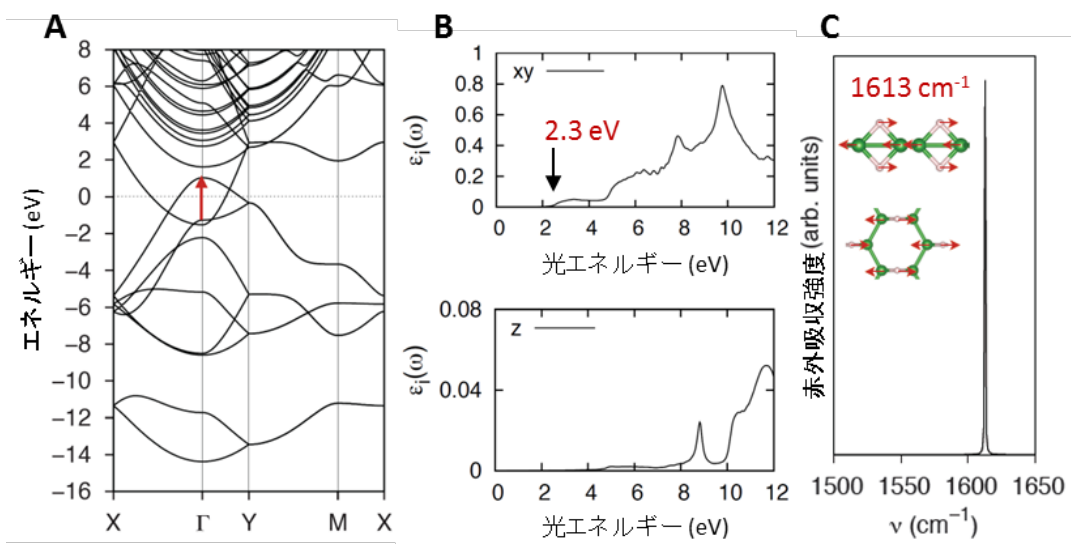 A
エネルギー (eV)
8
6
4
2
0
−2
−4
−6
−8
−10
−12
−14
−16
X
Γ
Y
M
X
B
εi(ω)
1
0.8
0.6
0.4
0.2
0
xy
2.3 eV
0
2
4
6
8
10
12
光エネルギー (eV)
εi(ω)
0.08
0.04
0
z
0
2
4
6
8
10
12
光エネルギー (eV)
C
赤外吸収強度 (arb. units)
1613 cm-1
1500
1550
1600
1650
ν (cm−1)